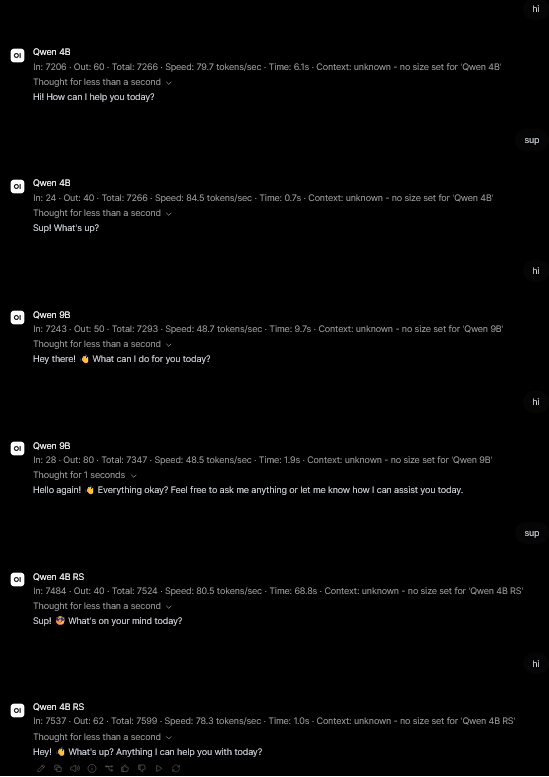 hi
OI Qwen 4B
In: 7206 · Out: 60 · Total: 7266 · Speed: 79.7 tokens/sec · Time: 6.1s · Context: unknown - no size set for 'Qwen 4B'
Thought for less than a second
Hi! How can I help you today?
sup
OI Qwen 4B
In: 24 · Out: 40 · Total: 7266 · Speed: 84.5 tokens/sec · Time: 0.7s · Context: unknown - no size set for 'Qwen 4B'
Thought for less than a second
Sup! What's up?
hi
OI Qwen 9B
In: 7243 · Out: 50 · Total: 7293 · Speed: 48.7 tokens/sec · Time: 9.7s · Context: unknown - no size set for 'Qwen 9B'
Thought for less than a second
Hey there! 👋 What can I do for you today?
hi
OI Qwen 9B
In: 28 · Out: 80 · Total: 7347 · Speed: 48.5 tokens/sec · Time: 1.9s · Context: unknown - no size set for 'Qwen 9B'
Thought for 1 seconds
Hello again! 👋 Everything okay? Feel free to ask me anything or let me know how I can assist you today.
sup
OI Qwen 4B RS
In: 7484 · Out: 40 · Total: 7524 · Speed: 80.5 tokens/sec · Time: 68.8s · Context: unknown - no size set for 'Qwen 4B RS'
Thought for less than a second
Sup! What's on your mind today?
hi
OI Qwen 4B RS
In: 7537 · Out: 62 · Total: 7599 · Speed: 78.3 tokens/sec · Time: 1.0s · Context: unknown - no size set for 'Qwen 4B RS'
Thought for less than a second
Hey! 👋 What's up? Anything I can help you with today?